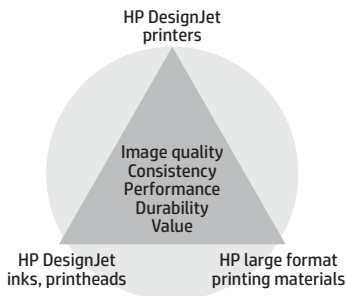 HP DesignJet
printers
Image quality
Consistency
Performance
Durability
Value
HP DesignJet
inks, printheads
HP large format
printing materials